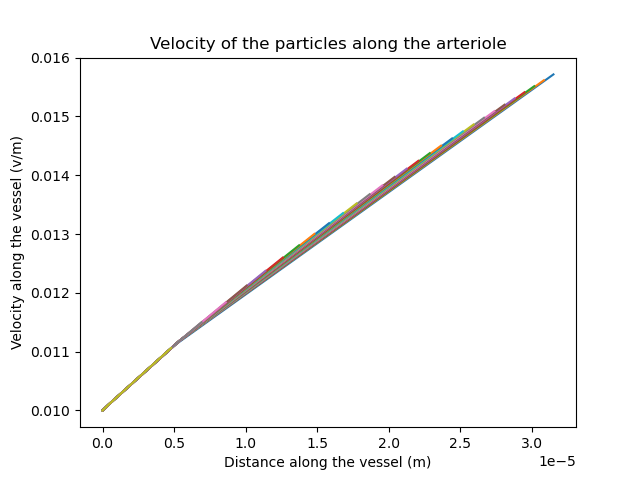 Velocity of the particles along the arteriole
0.016
0.015
0.014
0.013
0.012
0.011
0.010
Velocity along the vessel (v/m)
0.0 0.5 1.0 1.5 2.0 2.5 3.0
1e−5
Distance along the vessel (m)